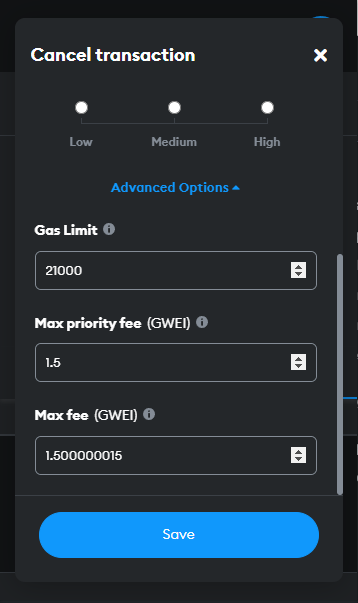 Cancel transaction
Low Medium High
Advanced Options
Gas Limit
21000
Max priority fee (GWEI)
1.5
Max fee (GWEI)
1.500000015
Save